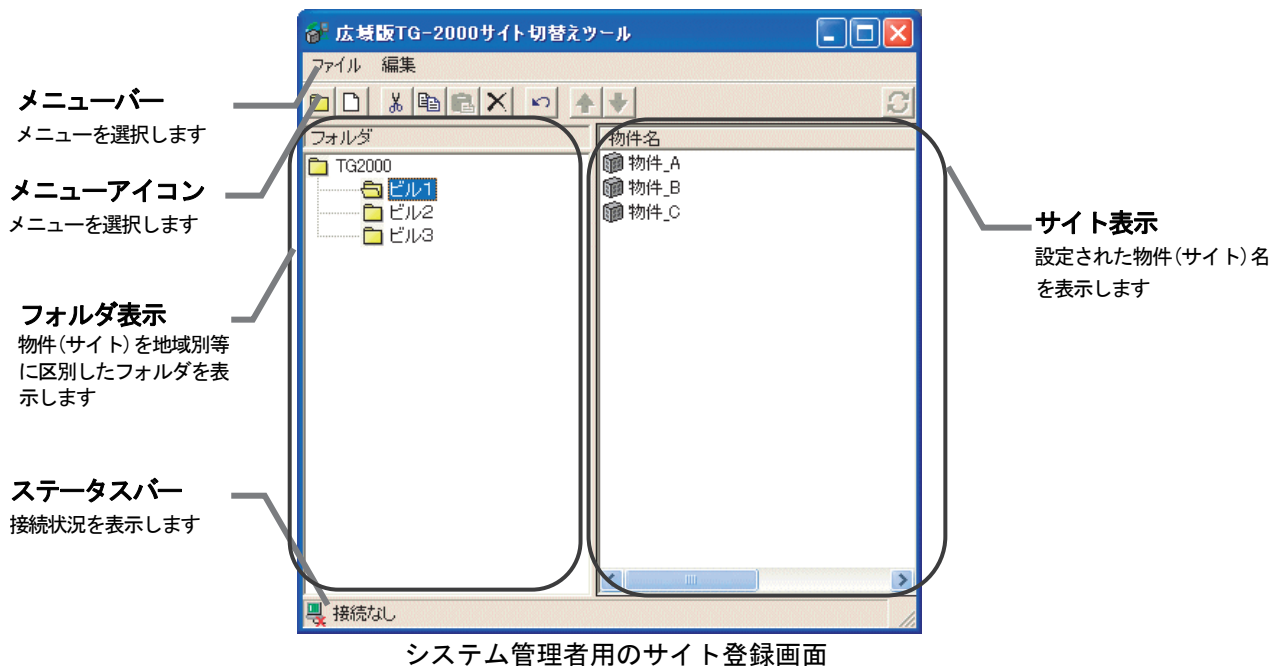 広域版TG-2000サイト切替えツール
ファイル 編集
メニューバー
メニューを選択します
メニューアイコン
メニューを選択します
フォルダ表示
物件(サイト)を地域別等
に区別したフォルダを表
示します
ステータスバー
接続状況を表示します
フォルダ
TG2000
ビル1
ビル2
ビル3
物件名
物件_A
物件_B
物件_C
サイト表示
設定された物件(サイト)名
を表示します
接続なし
システム管理者用のサイト登録画面